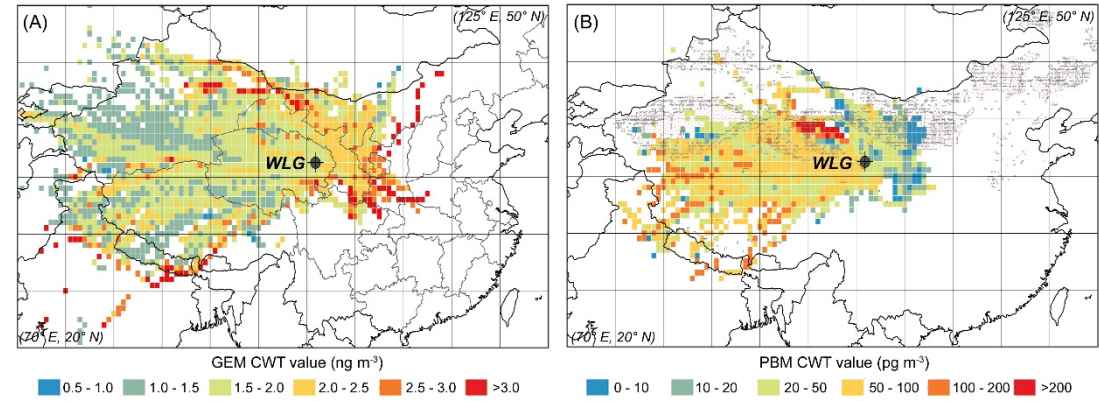 (A)
(125° E, 50° N)
WLG
(70° E, 20° N)
GEM CWT value (ng m-3)
0.5 - 1.0
1.0 - 1.5
1.5 - 2.0
2.0 - 2.5
2.5 - 3.0
>3.0
(B)
(125° E, 50° N)
WLG
(70° E, 20° N)
PBM CWT value (pg m-3)
0 - 10
10 - 20
20 - 50
50 - 100
100 - 200
>200